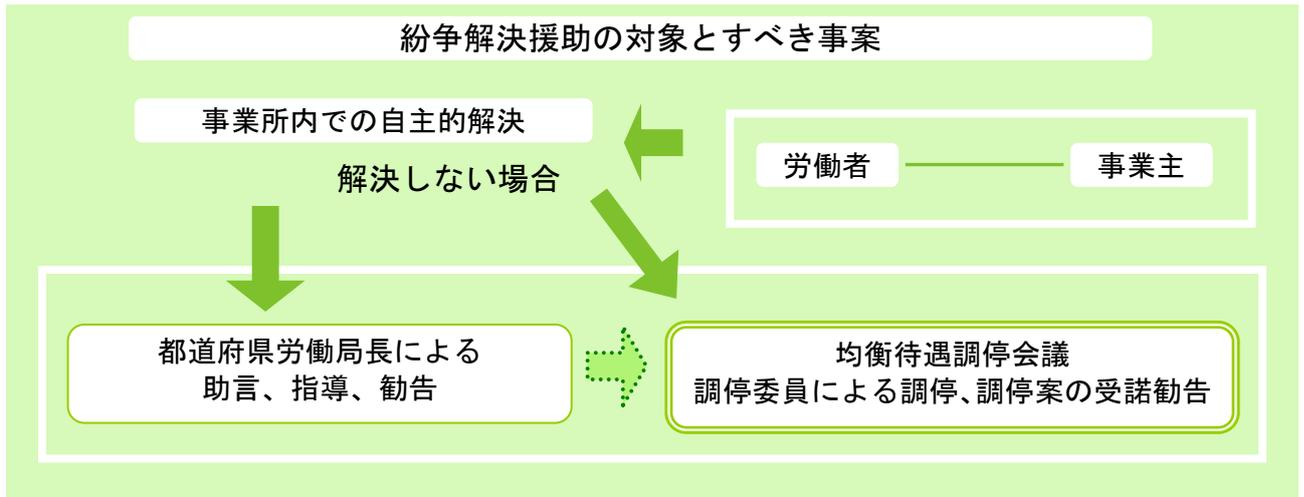 紛争解決援助の対象とすべき事案
事業所内での自主的解決
解決しない場合
労働者
事業主
都道府県労働局長による
助言、指導、勧告
均衡待遇調停会議
調停委員による調停、調停案の受諾勧告